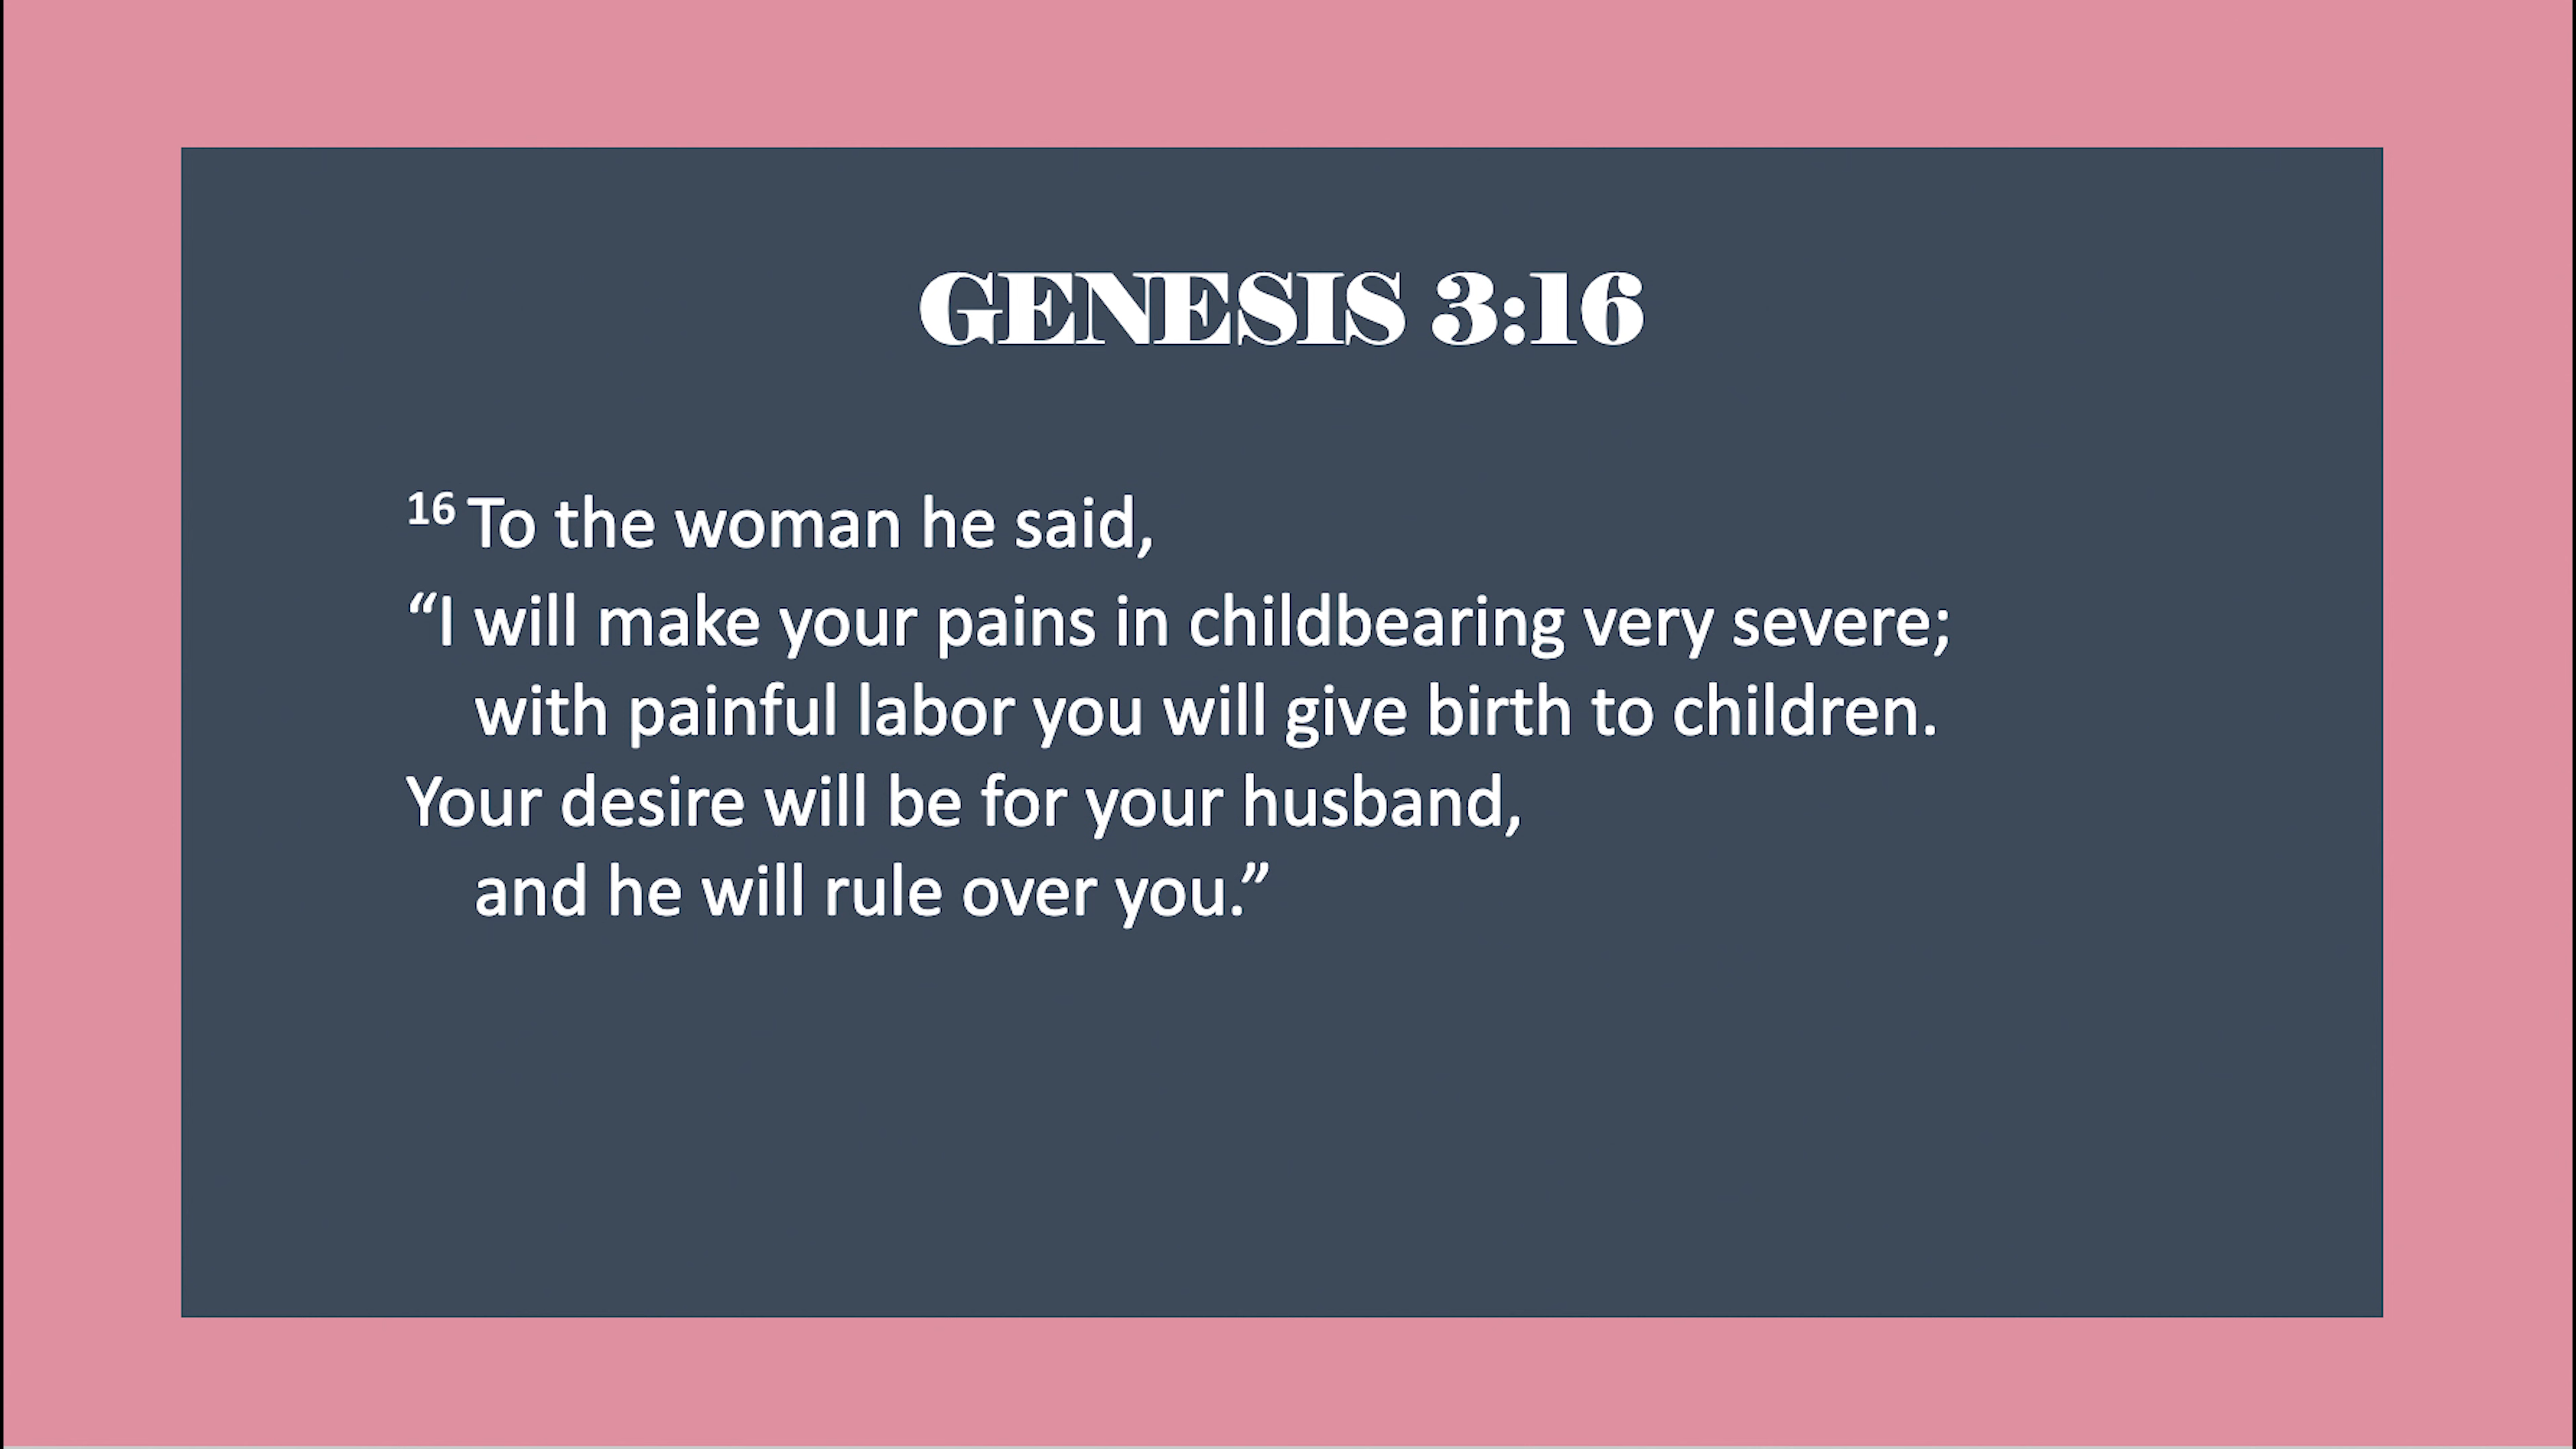 GENESIS 3:16
16 To the woman he said,
“I will make your pains in childbearing very severe;
with painful labor you will give birth to children.
Your desire will be for your husband,
and he will rule over you.”